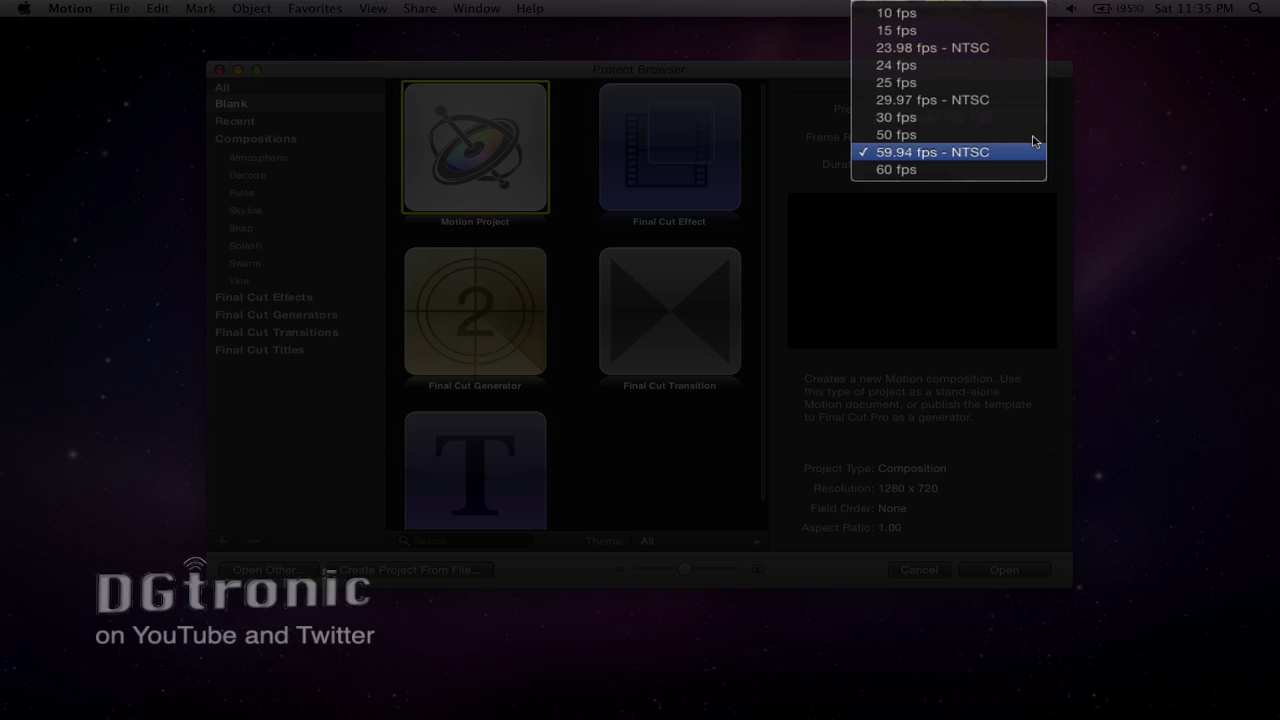 Motion File Edit Mark Object Favorites View Share Window Help
(95%) Sat 11:35 PM
10 fps
15 fps
23.98 fps - NTSC
24 fps
25 fps
29.97 fps - NTSC
30 fps
50 fps
✓ 59.94 fps - NTSC
60 fps
Project Browser
All
Blank
Recent
Compositions
Atmospheric
Decode
Pulse
Skyline
Snap
Splash
Swarm
Vine
Final Cut Effects
Final Cut Generators
Final Cut Transitions
Final Cut Titles
Motion Project
Final Cut Effect
2
Final Cut Generator
Final Cut Transition
T
Pre
Frame R
Durat
Creates a new Motion composition. Use
this type of project as a stand-alone
Motion document, or publish the template
to Final Cut Pro as a generator.
Project Type: Composition
Resolution: 1280 x 720
Field Order: None
Aspect Ratio: 1.00
Search
Theme: All
Open Other...
Create Project From File...
Cancel
Open
DGtronic
on YouTube and Twitter